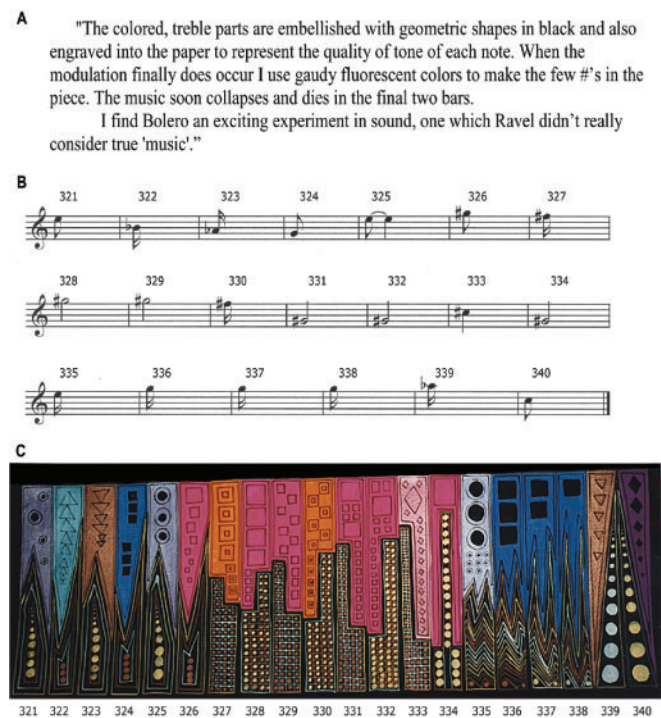 A
"The colored, treble parts are embellished with geometric shapes in black and also
engraved into the paper to represent the quality of tone of each note. When the
modulation finally does occur I use gaudy fluorescent colors to make the few #'s in the
piece. The music soon collapses and dies in the final two bars.
I find Bolero an exciting experiment in sound, one which Ravel didn't really
consider true 'music'.”
B
321 322 323 324 325 326 327
328 329 330 331 332 333 334
335 336 337 338 339 340
C
321 322 323 324 325 326 327 328 329 330 331 332 333 334 335 336 337 338 339 340